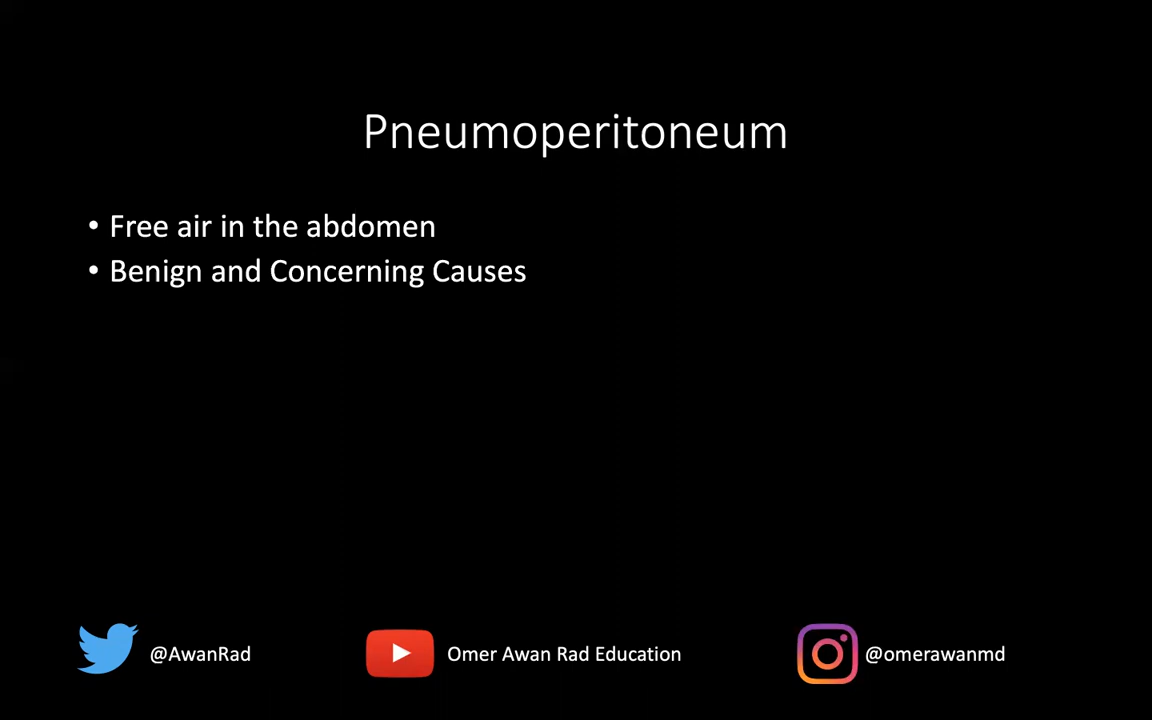 Pneumoperitoneum
• Free air in the abdomen
• Benign and Concerning Causes
@AwanRad
Omer Awan Rad Education
@omerawanmd